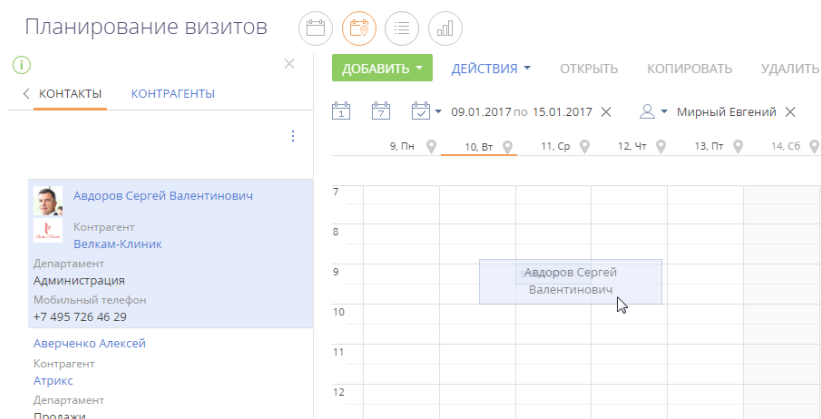 Планирование визитов
КОНТАКТЫ
КОНТРАГЕНТЫ
Авдоров Сергей Валентинович
Контрагент
Велкам-Клиник
Департамент
Администрация
Мобильный телефон
+7 495 726 46 29
Аверченко Алексей
Контрагент
Атрикс
Департамент
Продажи
ДОБАВИТЬ
ДЕЙСТВИЯ
ОТКРЫТЬ
КОПИРОВАТЬ
УДАЛИТЬ
1
7
09.01.2017 по 15.01.2017
Мирный Евгений
9, Пн
10, Вт
11, Ср
12, Чт
13, Пт
14, Сб
7
8
9
Авдоров Сергей
Валентинович
10
11
12